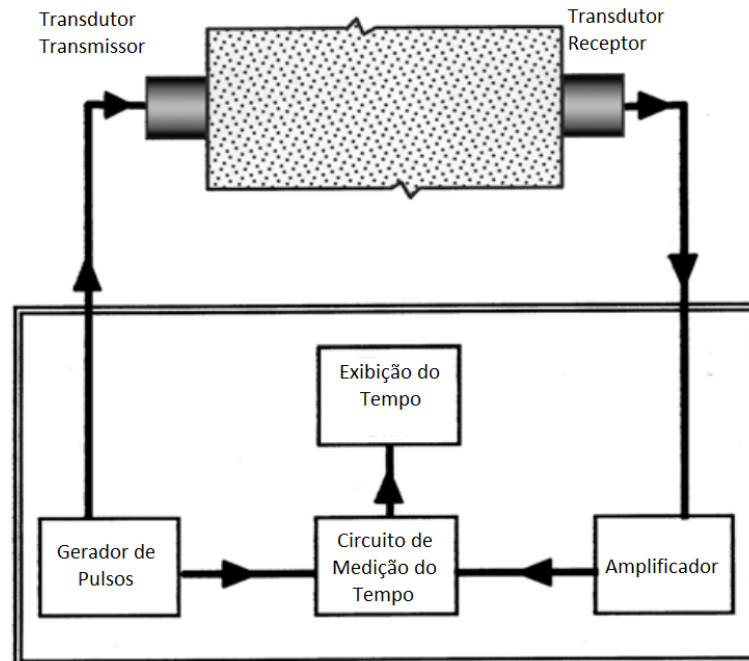 Transdutor
Transmissor
Transdutor
Receptor
Exibição do
Tempo
Gerador de
Pulsos
Circuito de
Medição do
Tempo
Amplificador